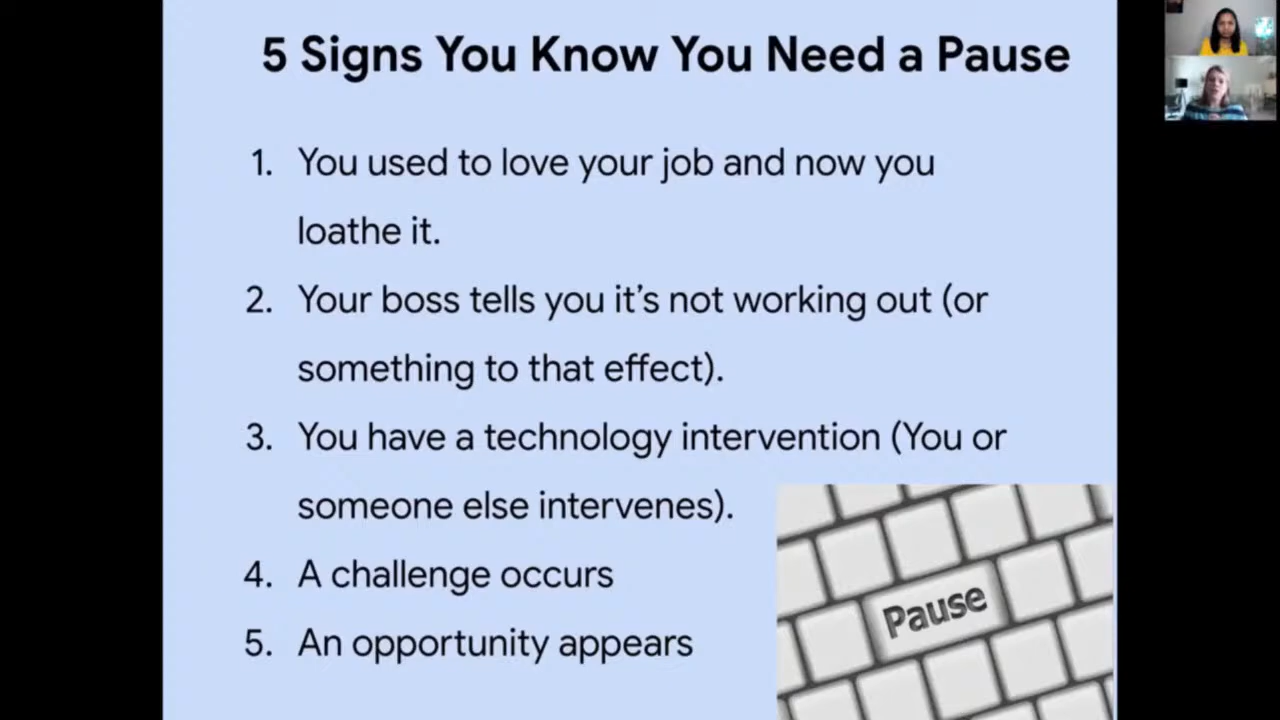 5 Signs You Know You Need a Pause
1. You used to love your job and now you
loathe it.
2. Your boss tells you it's not working out (or
something to that effect).
3. You have a technology intervention (You or
someone else intervenes).
4. A challenge occurs
5. An opportunity appears
Pause